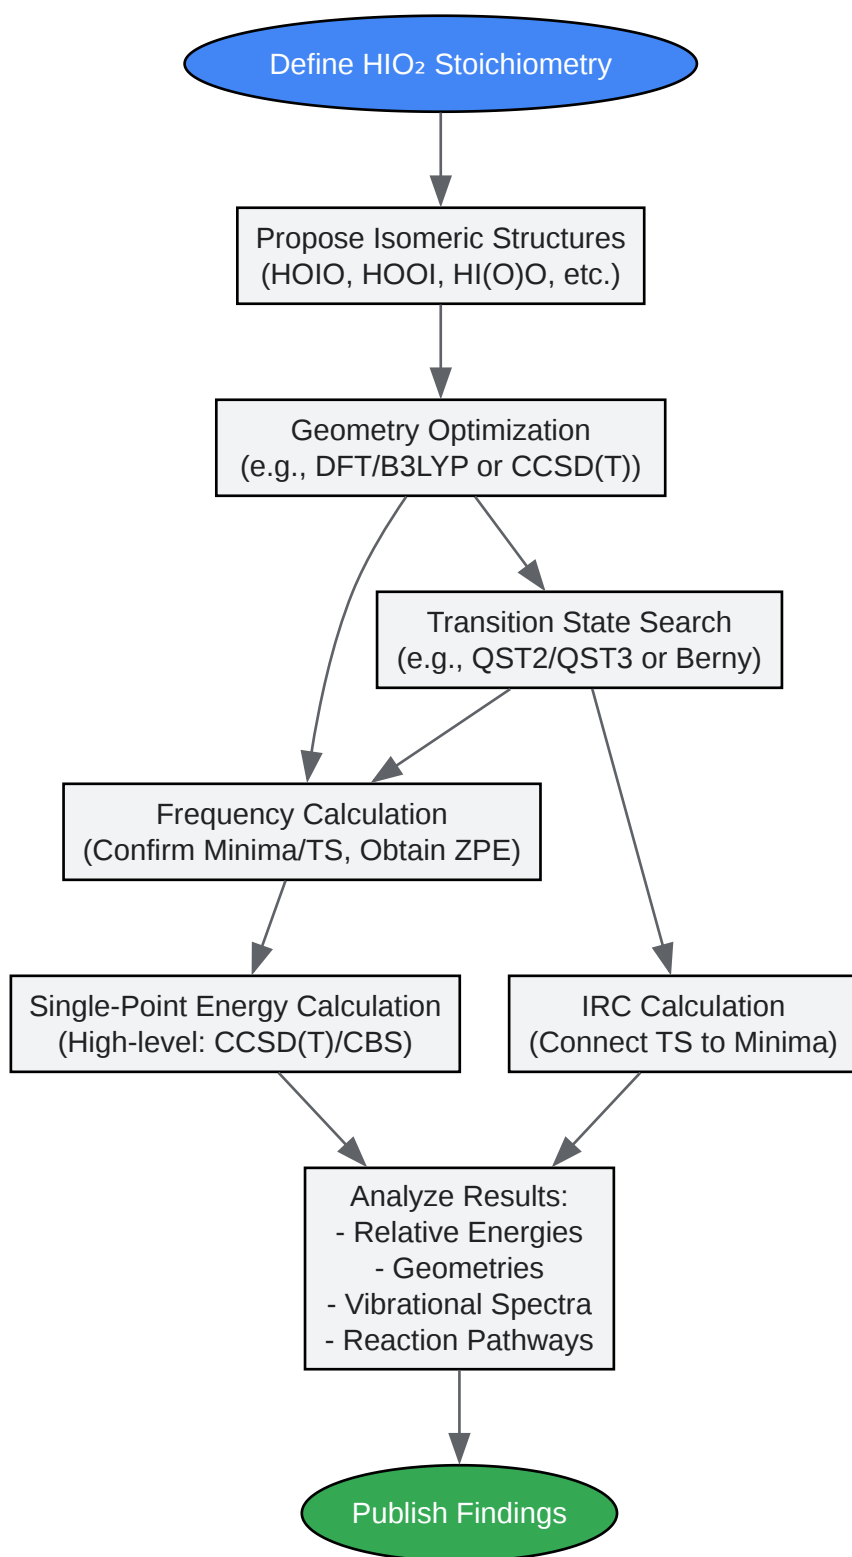 Define HIO₂ Stoichiometry
Propose Isomeric Structures
(HOIO, HOOI, HI(O)O, etc.)
Geometry Optimization
(e.g., DFT/B3LYP or CCSD(T))
Transition State Search
(e.g., QST2/QST3 or Berny)
Frequency Calculation
(Confirm Minima/TS, Obtain ZPE)
Single-Point Energy Calculation
(High-level: CCSD(T)/CBS)
IRC Calculation
(Connect TS to Minima)
Analyze Results:
- Relative Energies
- Geometries
- Vibrational Spectra
- Reaction Pathways
Publish Findings